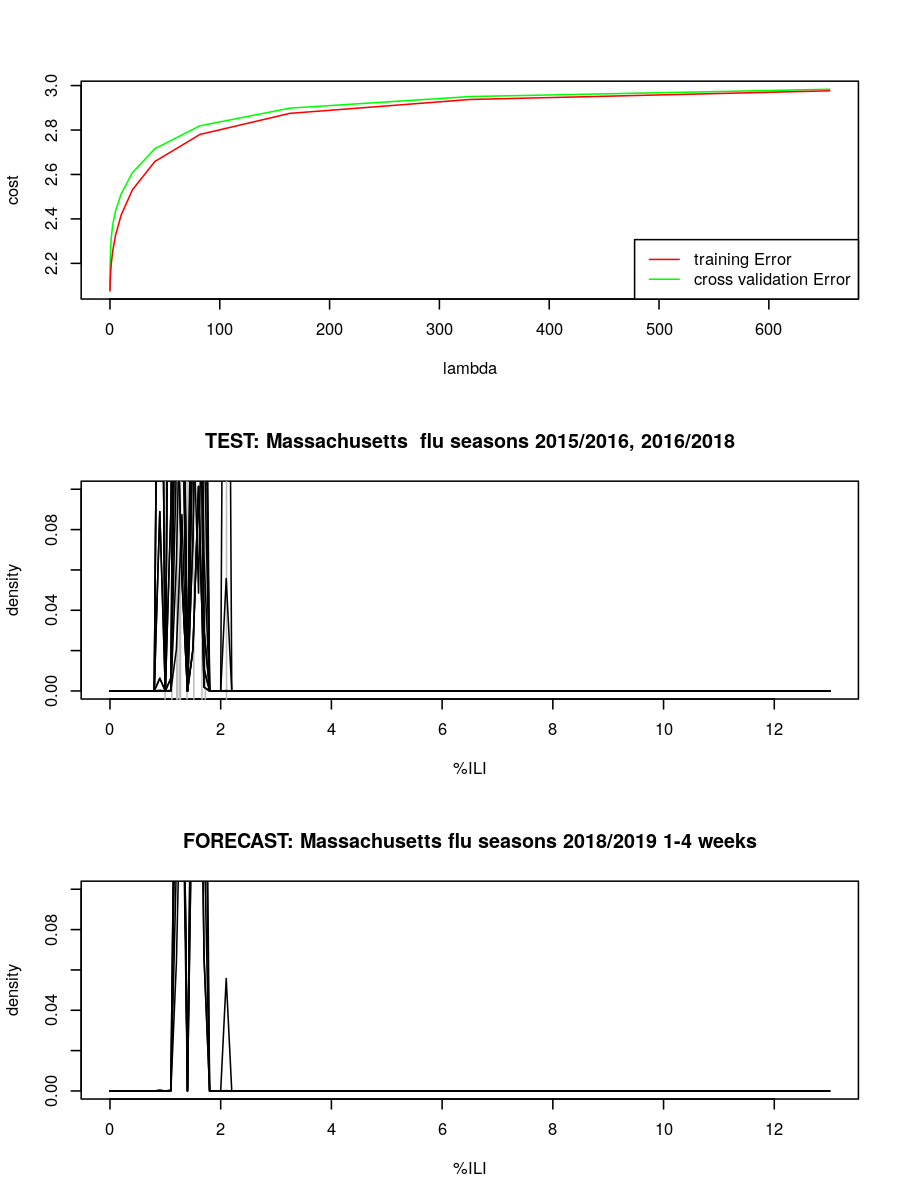 3.0
2.8
2.6
2.4
2.2
cost
training Error
cross validation Error
0 100 200 300 400 500 600
lambda
TEST: Massachusetts  flu seasons 2015/2016, 2016/2018
0.08
0.04
0.00
density
0 2 4 6 8 10 12
%ILI
FORECAST: Massachusetts flu seasons 2018/2019 1-4 weeks
0.08
0.04
0.00
density
0 2 4 6 8 10 12
%ILI